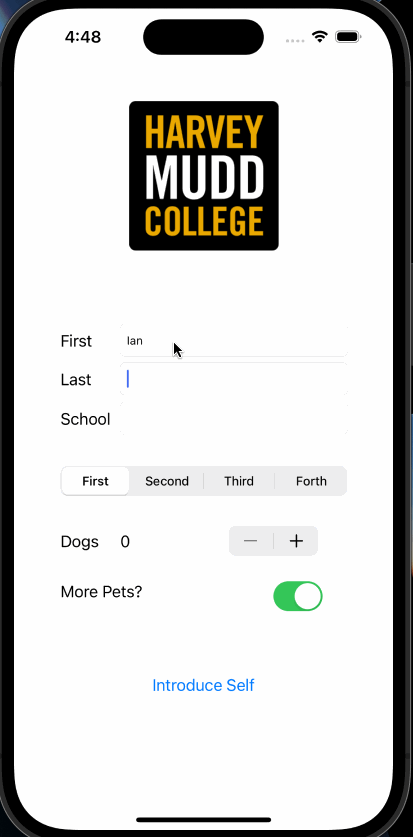 4:48
HARVEY
MUDD
COLLEGE
First Ian
Last
School
First Second Third Forth
Dogs 0 — +
More Pets?
Introduce Self